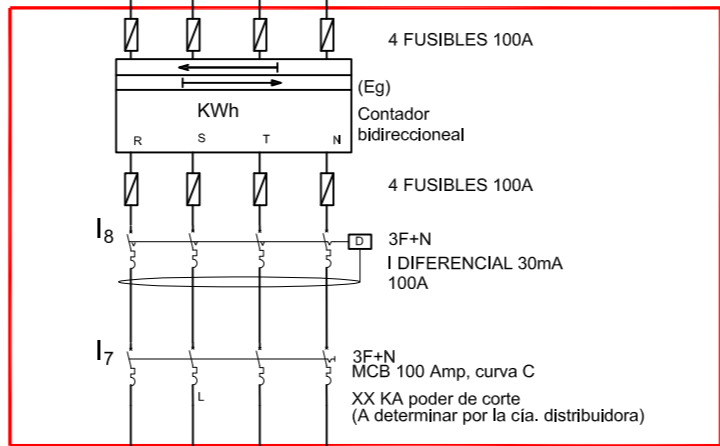 4 FUSIBLES 100A
(Eg)
KWh
Contador
bidireccioneal
R S T N
4 FUSIBLES 100A
I8
D
3F+N
I DIFERENCIAL 30mA
100A
I7
3F+N
MCB 100 Amp, curva C
L
XX KA poder de corte
(A determinar por la cía. distribuidora)